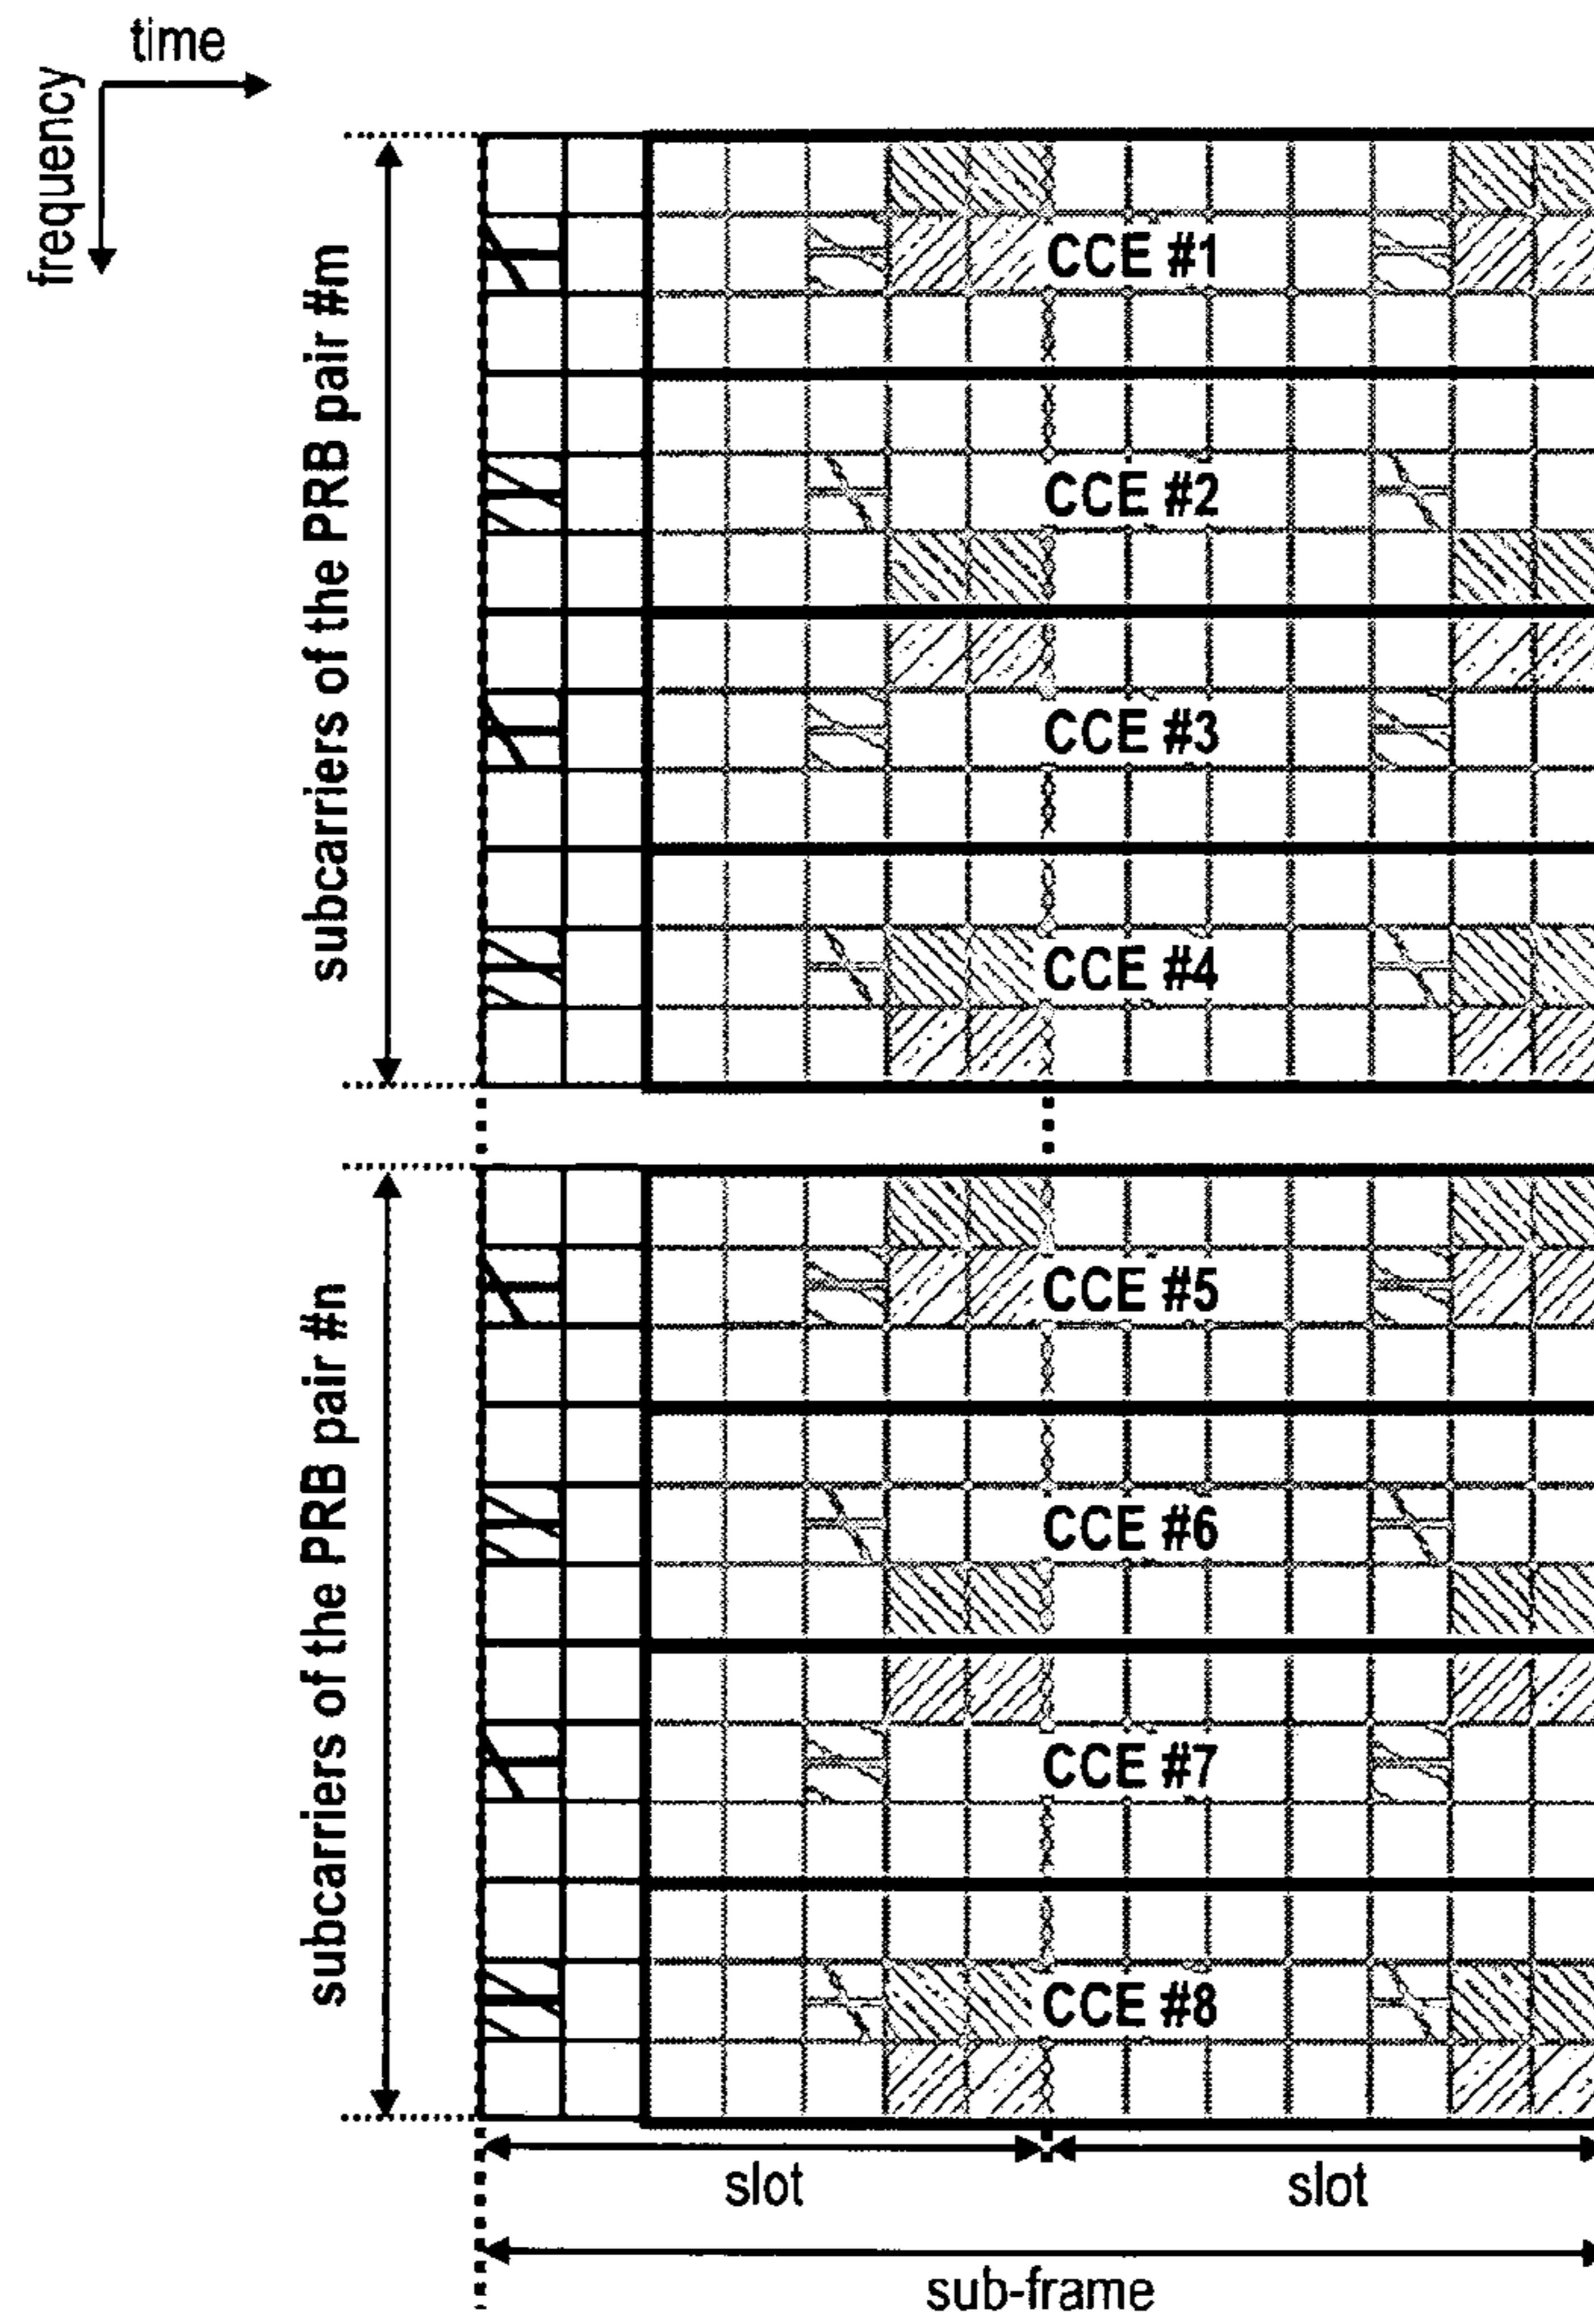 time
frequency
subcarriers of the PRB pair #m
CCE #1
CCE #2
CCE #3
CCE #4
subcarriers of the PRB pair #n
CCE #5
CCE #6
CCE #7
CCE #8
slot slot
sub-frame